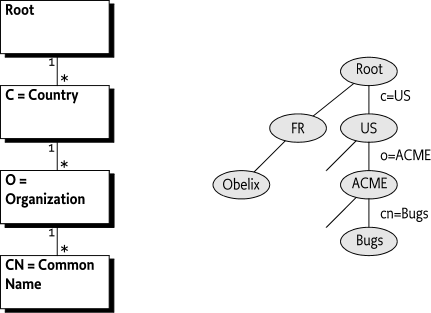 Root
1
*
C = Country
1
*
O =
Organization
1
*
CN = Common
Name
Root
c=US
FR
US
o=ACME
Obelix
ACME
cn=Bugs
Bugs